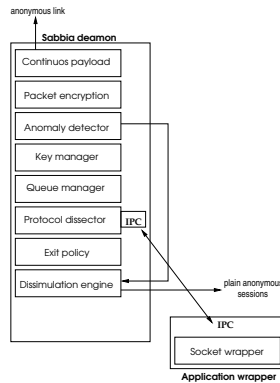 anonymous link
Sabbia deamon
Continuos payload
Packet encryption
Anomaly detector
Key manager
Queue manager
Protocol dissector
IPC
Exit policy
Dissimulation engine
plain anonymous
sessions
IPC
Socket wrapper
Application wrapper